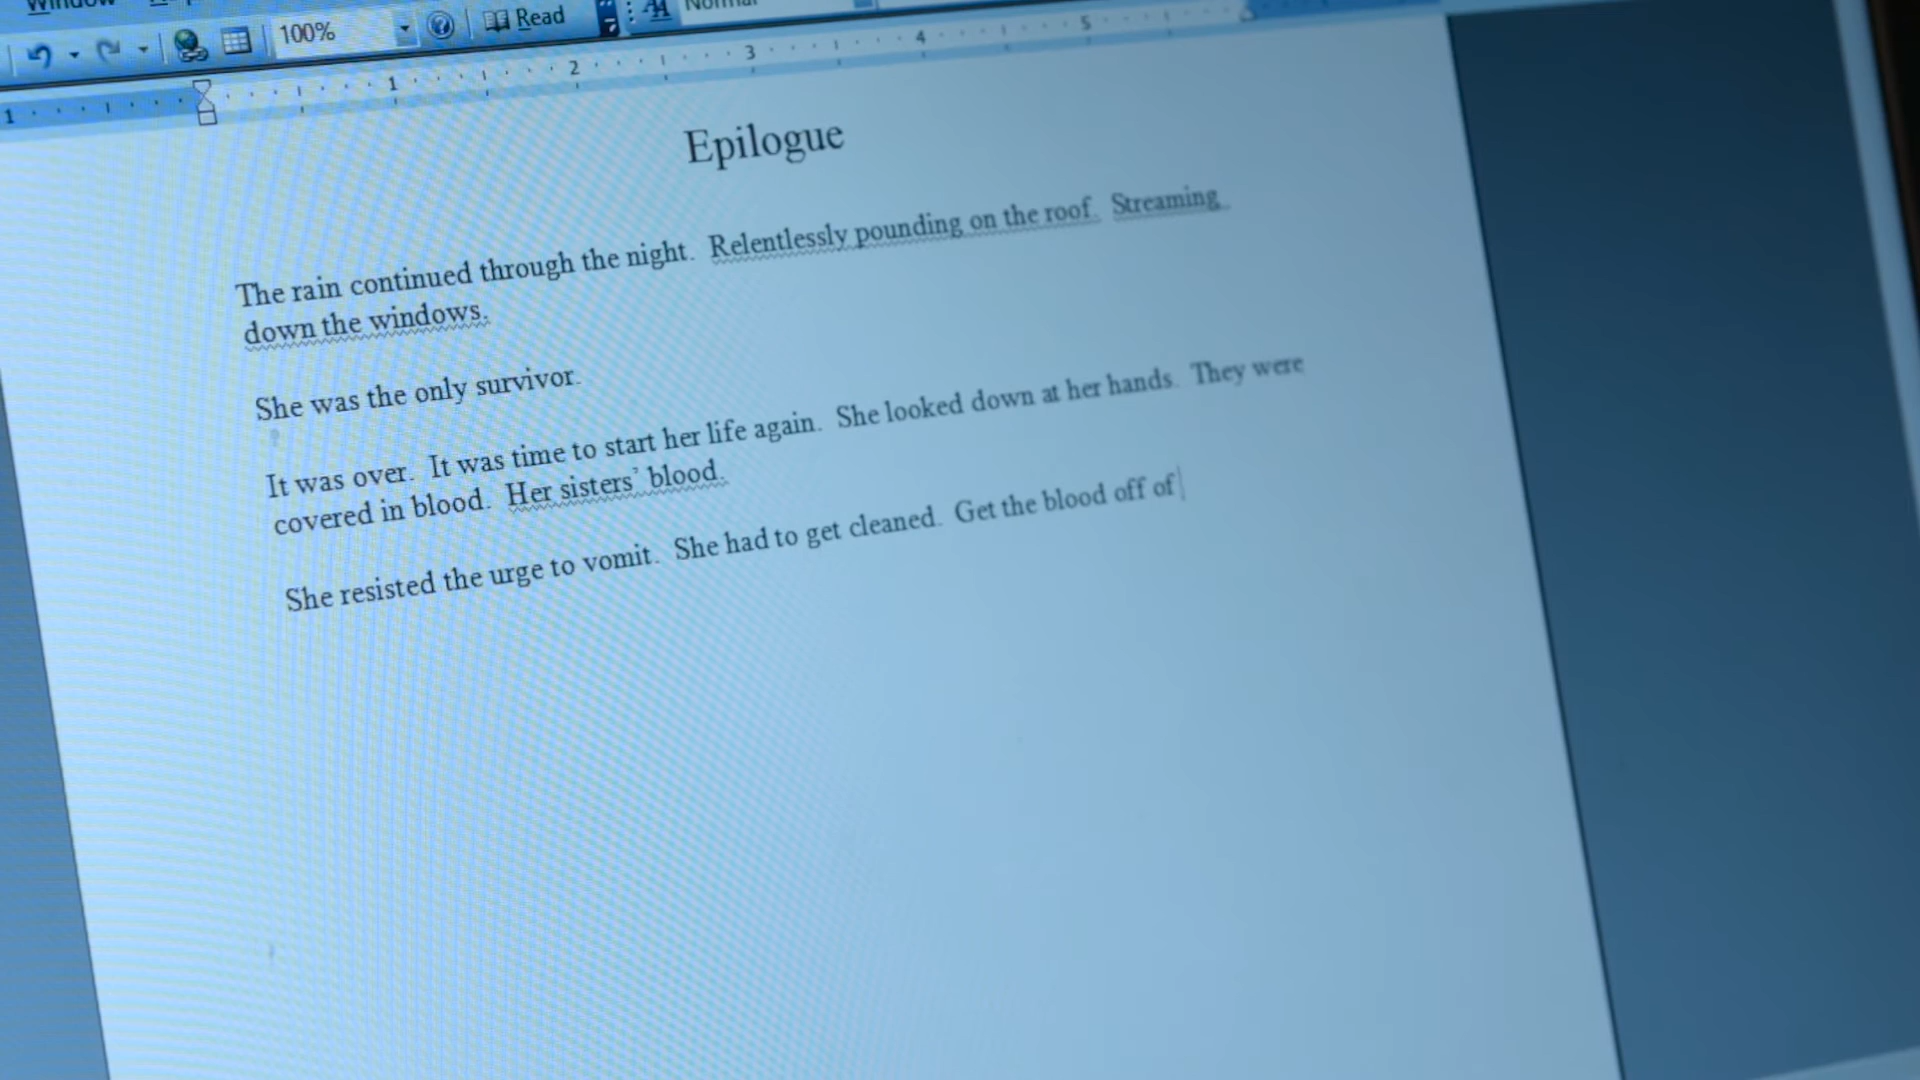 Window
100% Read Normal
1 1 2 3 4 5
Epilogue
The rain continued through the night. Relentlessly pounding on the roof. Streaming
down the windows.
She was the only survivor.
It was over. It was time to start her life again. She looked down at her hands. They were
covered in blood. Her sisters’ blood.
She resisted the urge to vomit. She had to get cleaned. Get the blood off of